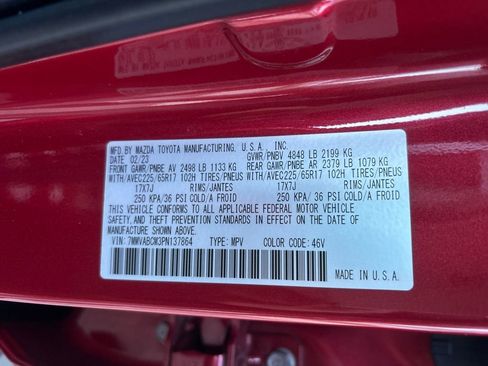 MFD. BY MAZDA TOYOTA MANUFACTURING, U.S.A., INC.
DATE 02/23 GVWR/PNBV 4848 LB 2199 KG
FRONT GAWR/PNBE AV 2498 LB 1133 KG REAR GAWR/PNBE AR 2379 LB 1079 KG
WITH/AVEC225/65R17 102H TIRES/PNEUS WITH/AVEC225/65R17 102H TIRES/PNEUS
17X7J RIMS/JANTES 17X7J RIMS/JANTES
250 KPA/36 PSI COLD/A FROID 250 KPA/ 36 PSI COLD/A FROID
THIS VEHICLE CONFORMS TO ALL APPLICABLE FEDERAL MOTOR VEHICLE
SAFETY, AND THEFT PREVENTION STANDARDS IN EFFECT ON THE DATE OF
MANUFACTURE SHOWN ABOVE.
VIN: 7MMVABCM3PN137864 TYPE: MPV COLOR CODE: 46V
MADE IN U.S.A.